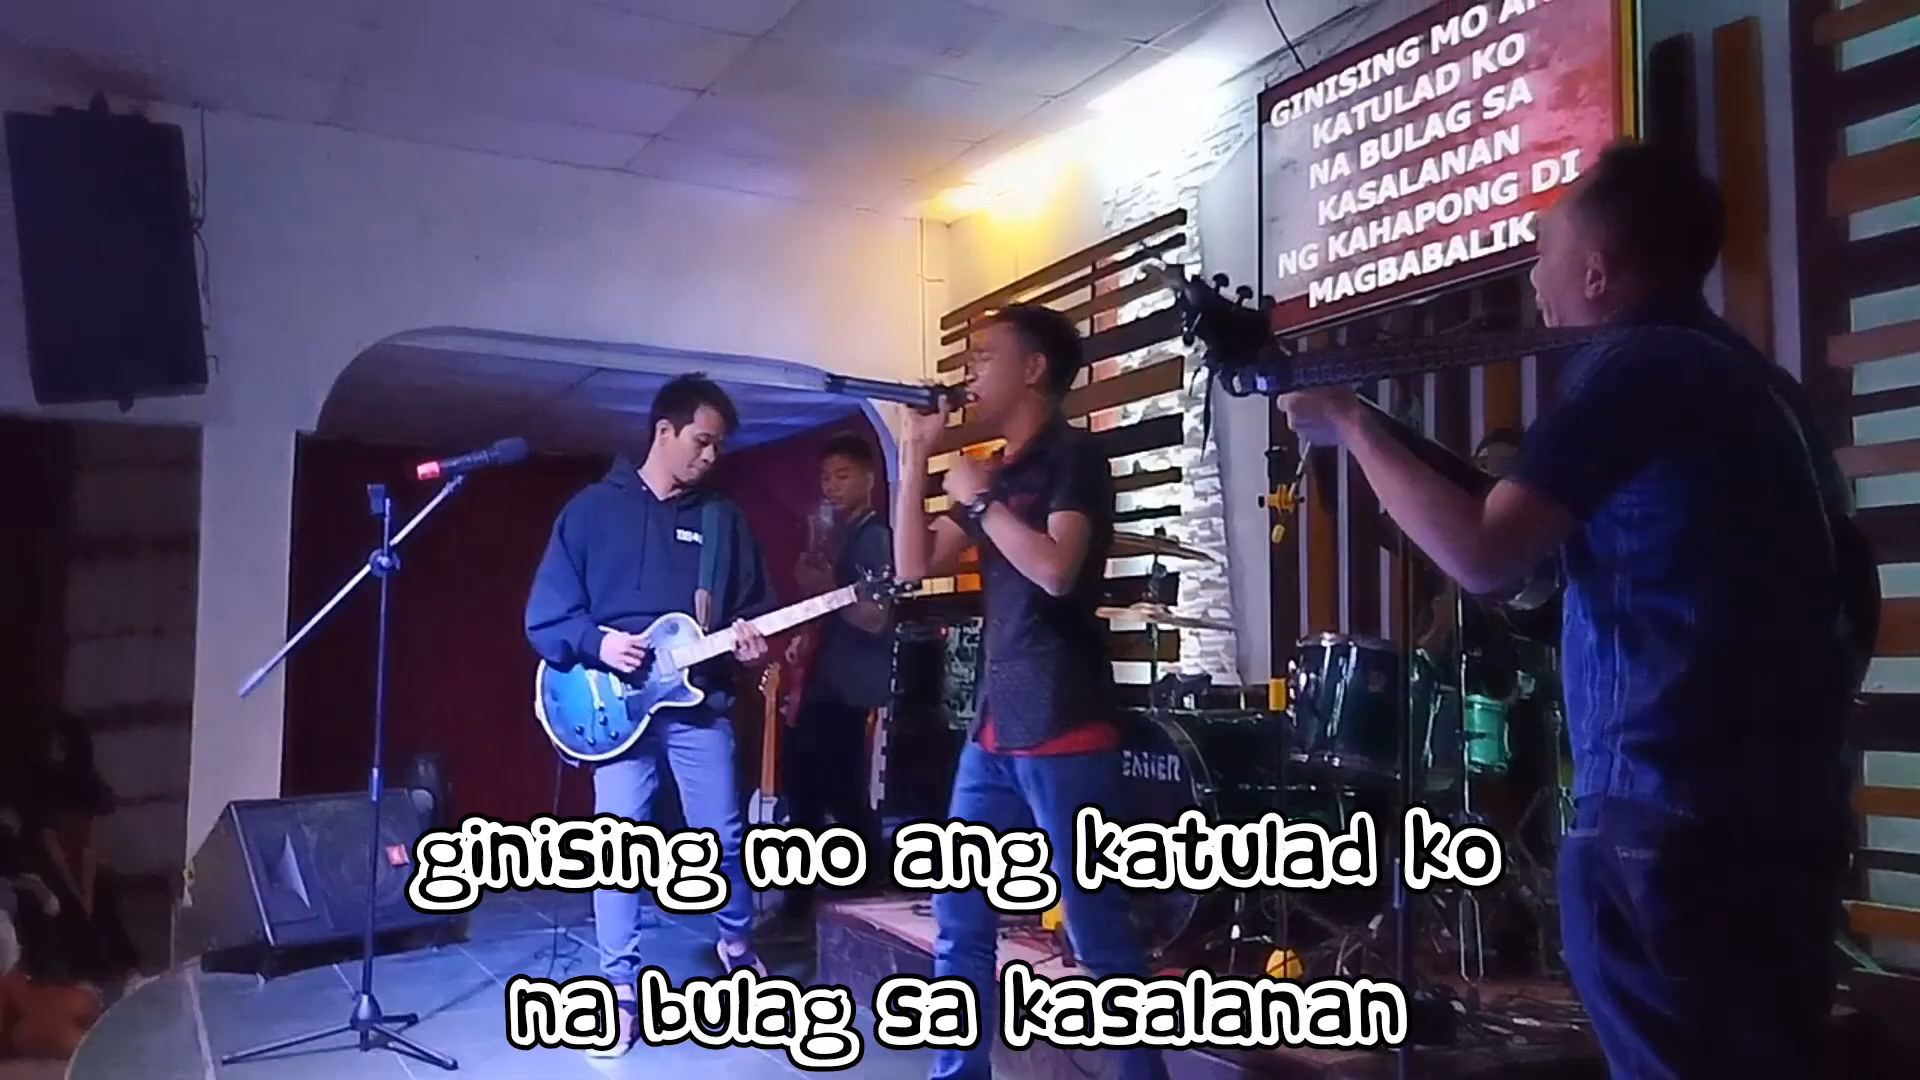 GINISING MO
KATULAD KO
NA BULAG SA
KASALANAN
NG KAHAPONG DI
MAGBABALIK
ginising mo ang katulad ko
na bulag sa kasalanan